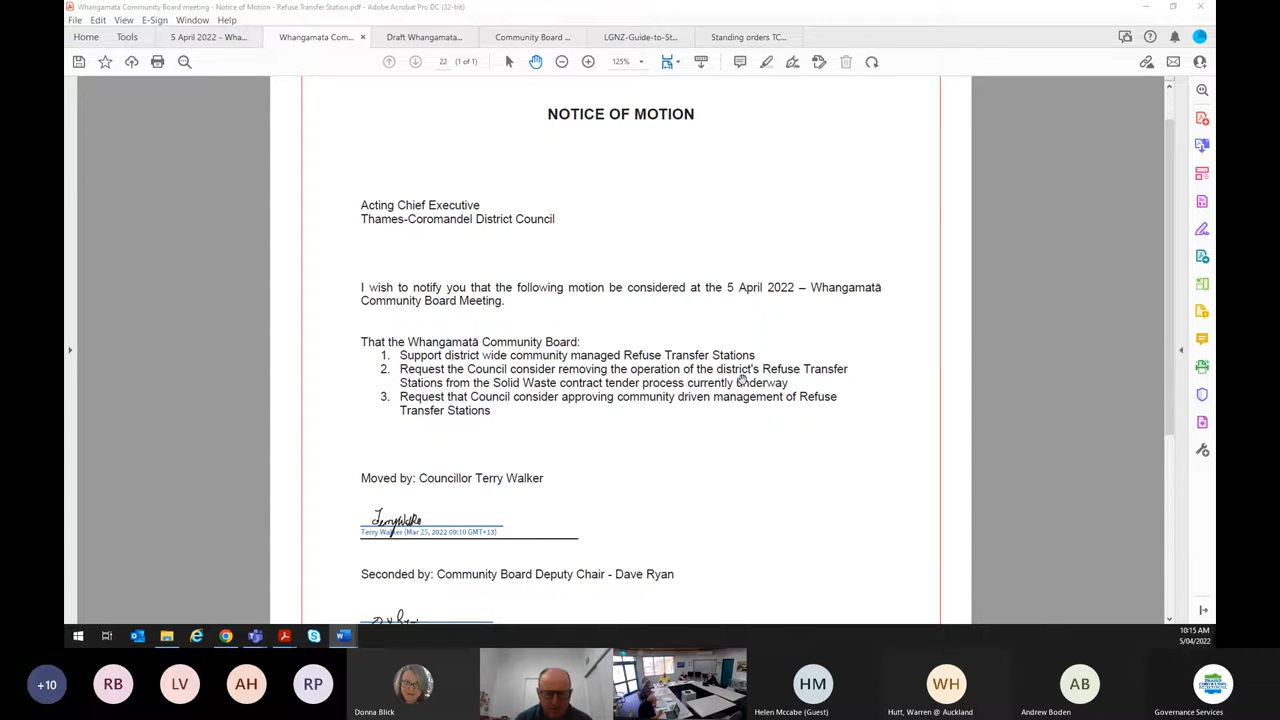 Whangamata Community Board meeting - Notice of Motion - Refuse Transfer Station.pdf - Adobe Acrobat Pro DC (32-bit)
File Edit View E-Sign Window Help
Home Tools 5 April 2022 - Wha... Whangamata Com... × Draft Whangamata... Community Board ... LGNZ-Guide-to-St... Standing orders TC...
22 (1 of 1) 125%
NOTICE OF MOTION
Acting Chief Executive
Thames-Coromandel District Council
I wish to notify you that the following motion be considered at the 5 April 2022 – Whangamatā
Community Board Meeting.
That the Whangamatā Community Board:
1. Support district wide community managed Refuse Transfer Stations
2. Request the Council consider removing the operation of the district's Refuse Transfer
Stations from the Solid Waste contract tender process currently underway
3. Request that Council consider approving community driven management of Refuse
Transfer Stations
Moved by: Councillor Terry Walker
Terry Walker
Terry Walker (Mar 25, 2022 09:10 GMT+13)
Seconded by: Community Board Deputy Chair - Dave Ryan
10:15 AM
5/04/2022
+10 RB LV AH RP HM WH AB
Donna Blick Helen Mccabe (Guest) Hutt, Warren @ Auckland Andrew Boden Governance Services